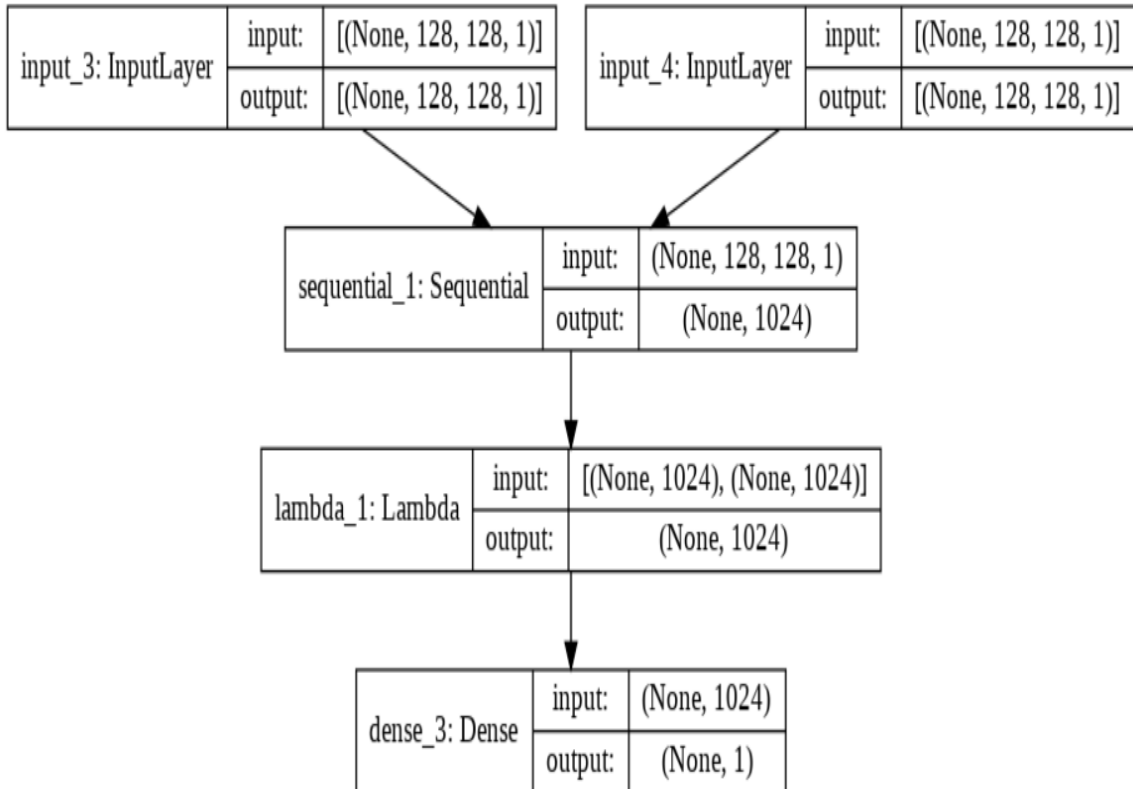 input_3: InputLayer
input: [(None, 128, 128, 1)]
output: [(None, 128, 128, 1)]
input_4: InputLayer
input: [(None, 128, 128, 1)]
output: [(None, 128, 128, 1)]
sequential_1: Sequential
input: (None, 128, 128, 1)
output: (None, 1024)
lambda_1: Lambda
input: [(None, 1024), (None, 1024)]
output: (None, 1024)
dense_3: Dense
input: (None, 1024)
output: (None, 1)